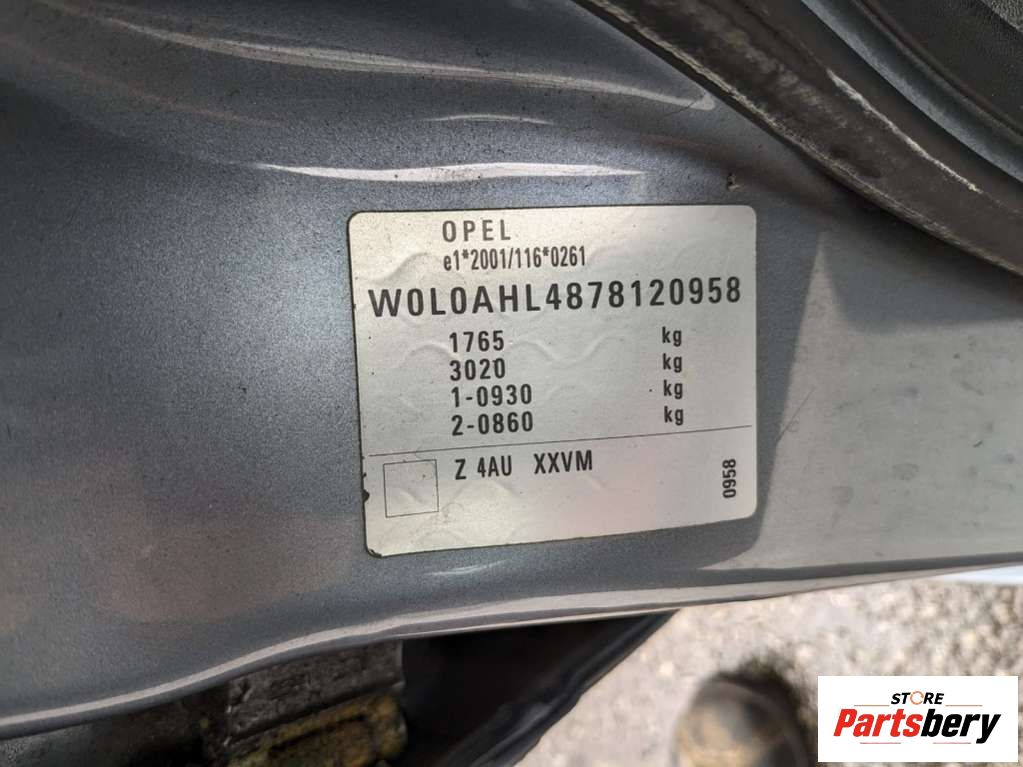 OPEL
e1*2001/116*0261
W0L0AHL4878120958
1765 kg
3020 kg
1-0930 kg
2-0860 kg
Z 4AU XXVM
0958
STORE
Partsbery